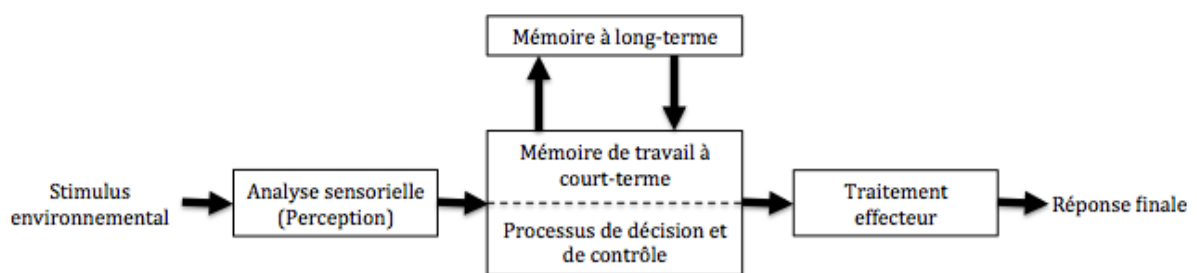 Mémoire à long-terme
Stimulus
environnemental
Analyse sensorielle
(Perception)
Mémoire de travail à
court-terme
Processus de décision et
de contrôle
Traitement
effecteur
Réponse finale